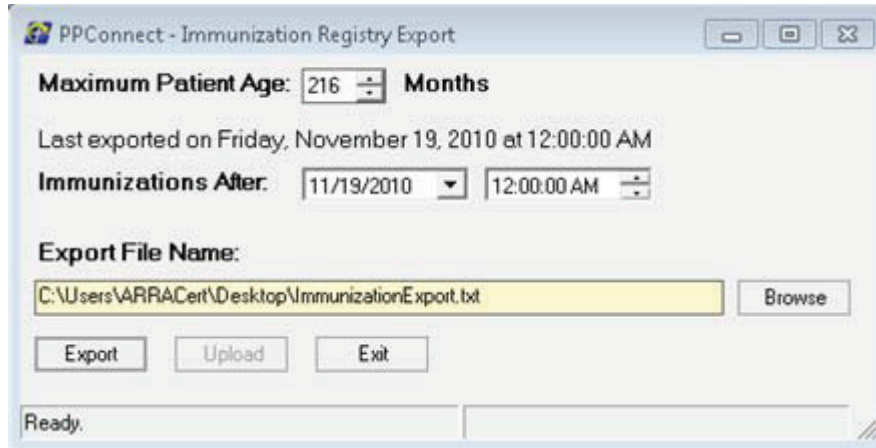 PPConnect - Immunization Registry Export
Maximum Patient Age: 216 Months
Last exported on Friday, November 19, 2010 at 12:00:00 AM
Immunizations After: 11/19/2010 12:00:00 AM
Export File Name:
C:\Users\ARRACert\Desktop\ImmunizationExport.txt Browse
Export Upload Exit
Ready.